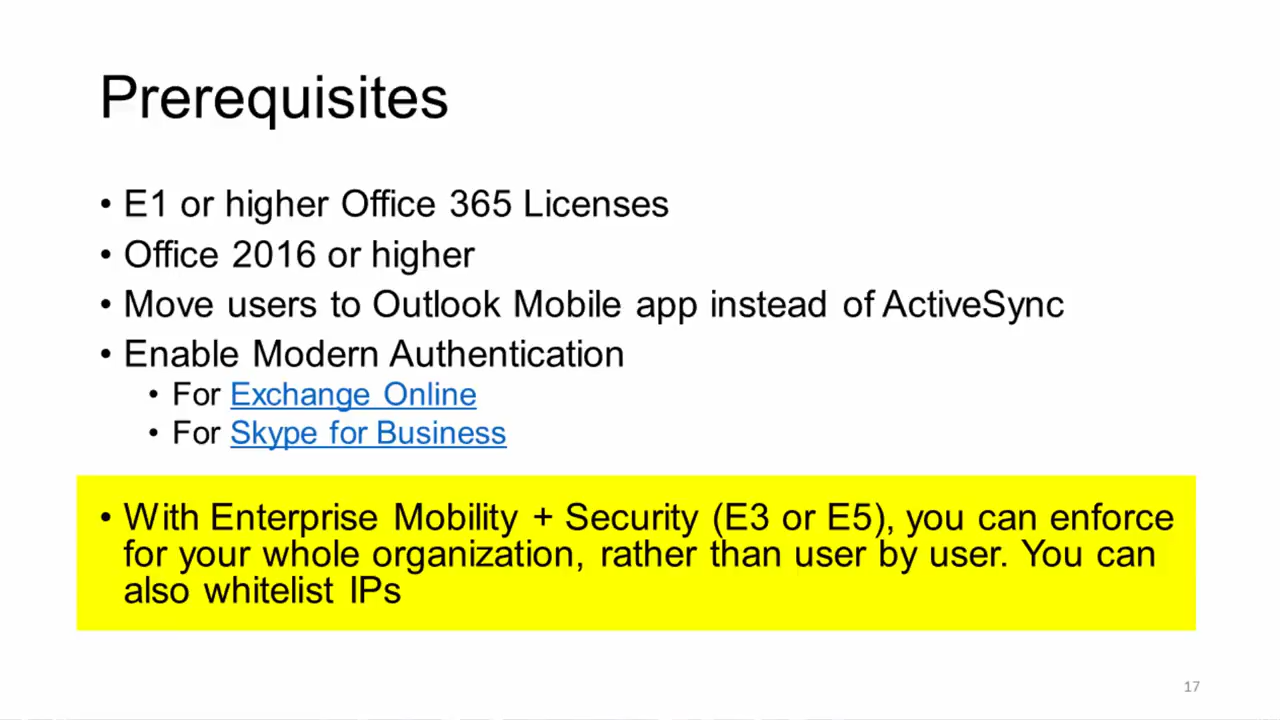 Prerequisites
• E1 or higher Office 365 Licenses
• Office 2016 or higher
• Move users to Outlook Mobile app instead of ActiveSync
• Enable Modern Authentication
• For Exchange Online
• For Skype for Business
• With Enterprise Mobility + Security (E3 or E5), you can enforce
for your whole organization, rather than user by user. You can
also whitelist IPs
17